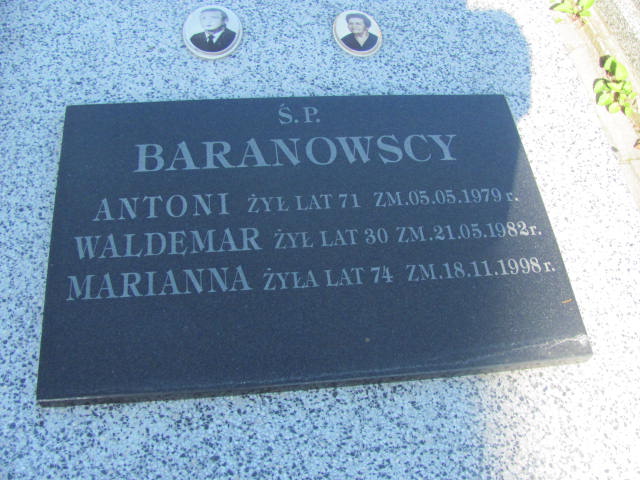 Ś.P.
BARANOWSCY
ANTONI ŻYŁ LAT 71 ZM.05.05.1979 r.
WALDEMAR ŻYŁ LAT 30 ZM.21.05.1982 r.
MARIANNA ŻYŁA LAT 74 ZM.18.11.1998 r.